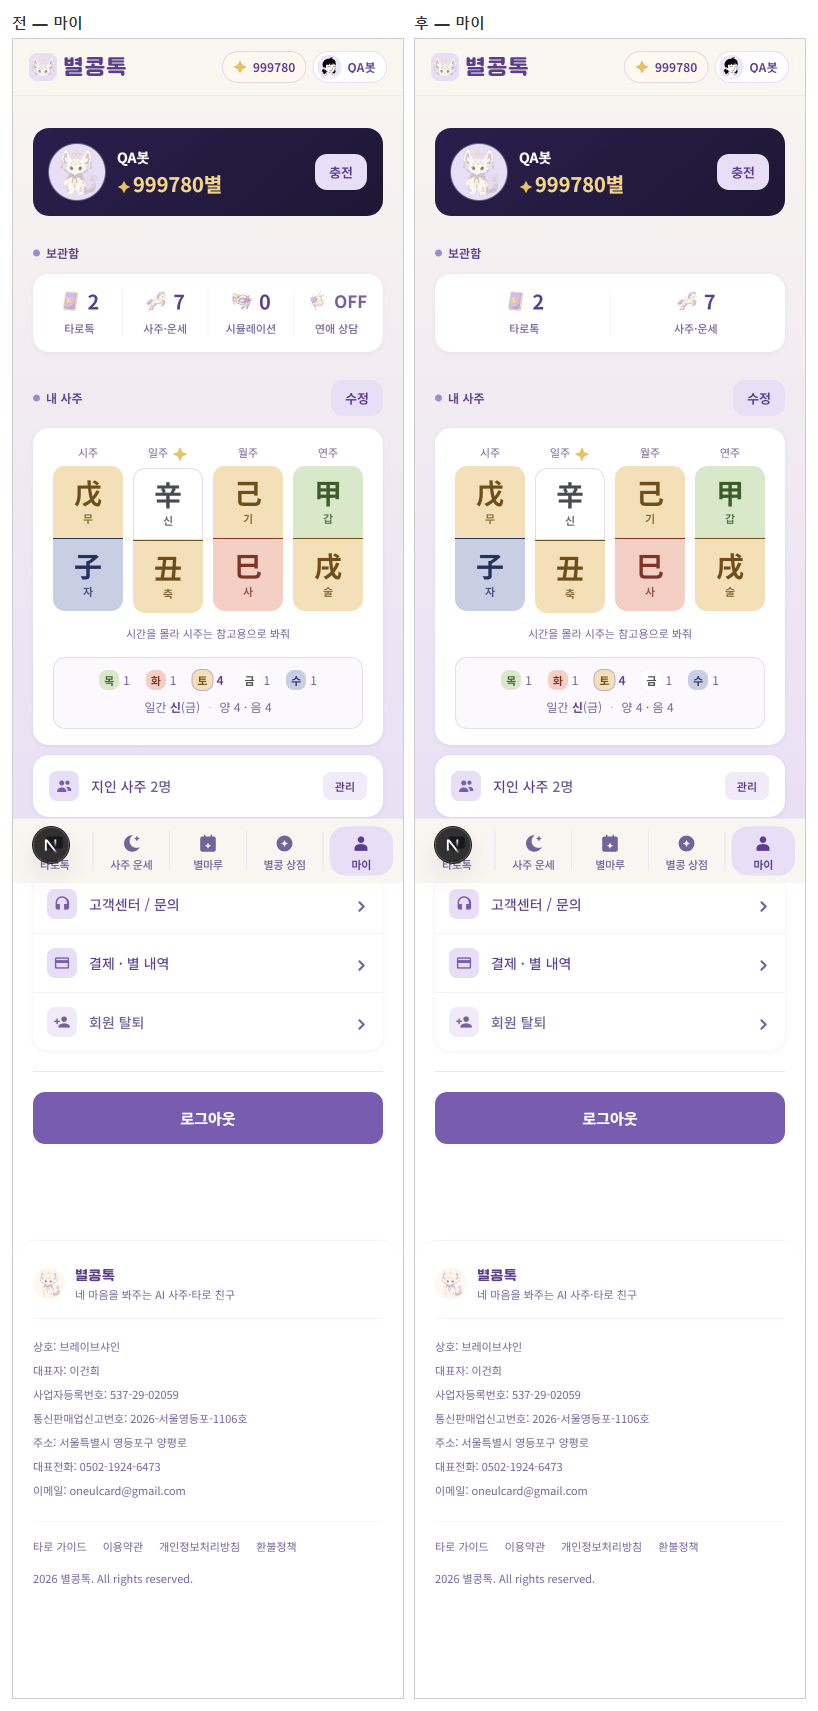 전 — 마이
별콩톡
999780
QA봇
QA봇
999780별
충전
보관함
2
7
0
OFF
타로톡
사주·운세
시뮬레이션
연애 상담
내 사주
수정
시주
일주
월주
연주
戊
辛
己
甲
무
신
기
갑
子
丑
巳
戌
자
축
사
술
시간을 몰라 시주는 참고용으로 봐줘
목 1 화 1 토 4 금 1 수 1
일간 신(금) · 양 4 · 음 4
지인 사주 2명
관리
N
타로톡
사주 운세
별마루
별콩 상점
마이
고객센터 / 문의
결제 · 별 내역
회원 탈퇴
로그아웃
별콩톡
네 마음을 봐주는 AI 사주·타로 친구
상호: 브레이브샤인
대표자: 이건희
사업자등록번호: 537-29-02059
통신판매업신고번호: 2026-서울영등포-1106호
주소: 서울특별시 영등포구 양평로
대표전화: 0502-1924-6473
이메일: oneulcard@gmail.com
타로 가이드 이용약관 개인정보처리방침 환불정책
2026 별콩톡. All rights reserved.
후 — 마이
별콩톡
999780
QA봇
QA봇
999780별
충전
보관함
2
7
타로톡
사주·운세
내 사주
수정
시주
일주
월주
연주
戊
辛
己
甲
무
신
기
갑
子
丑
巳
戌
자
축
사
술
시간을 몰라 시주는 참고용으로 봐줘
목 1 화 1 토 4 금 1 수 1
일간 신(금) · 양 4 · 음 4
지인 사주 2명
관리
N
타로톡
사주 운세
별마루
별콩 상점
마이
고객센터 / 문의
결제 · 별 내역
회원 탈퇴
로그아웃
별콩톡
네 마음을 봐주는 AI 사주·타로 친구
상호: 브레이브샤인
대표자: 이건희
사업자등록번호: 537-29-02059
통신판매업신고번호: 2026-서울영등포-1106호
주소: 서울특별시 영등포구 양평로
대표전화: 0502-1924-6473
이메일: oneulcard@gmail.com
타로 가이드 이용약관 개인정보처리방침 환불정책
2026 별콩톡. All rights reserved.